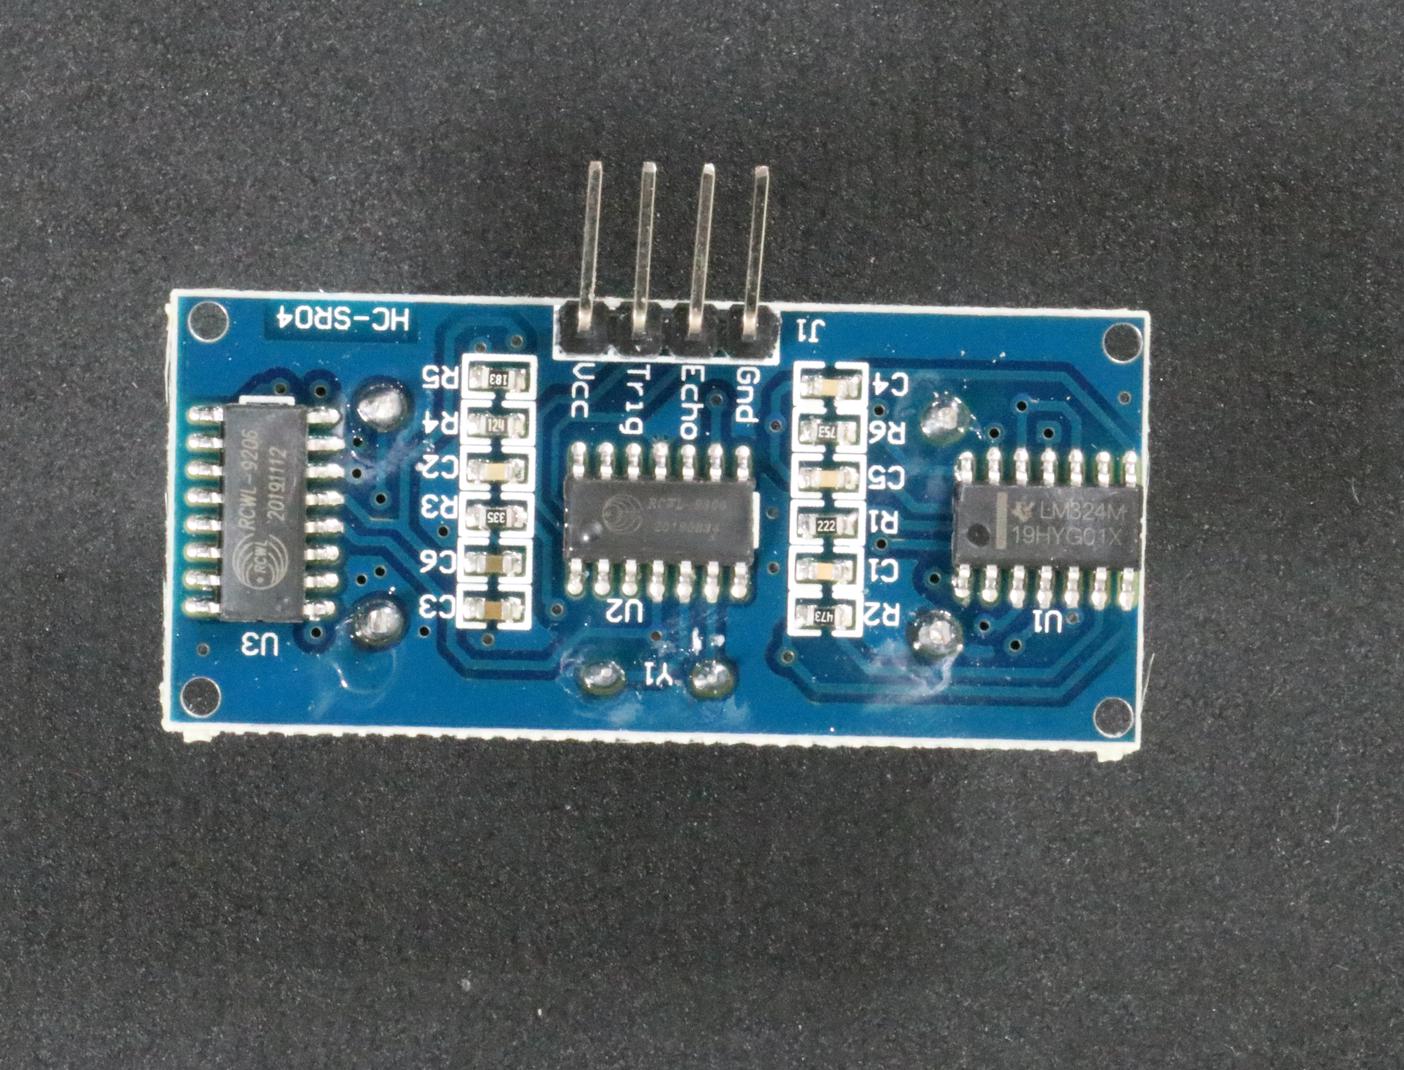 HC-SR04
J1
Vcc
Trig
Echo
Gnd
R5
183
R4
124
C2
R3
335
C6
C3
C4
R6
753
C5
R1
222
C1
R2
473
RCWL-9206
20191112
RCWL
U3
U2
LM324M
19HYG01X
U1
Y1